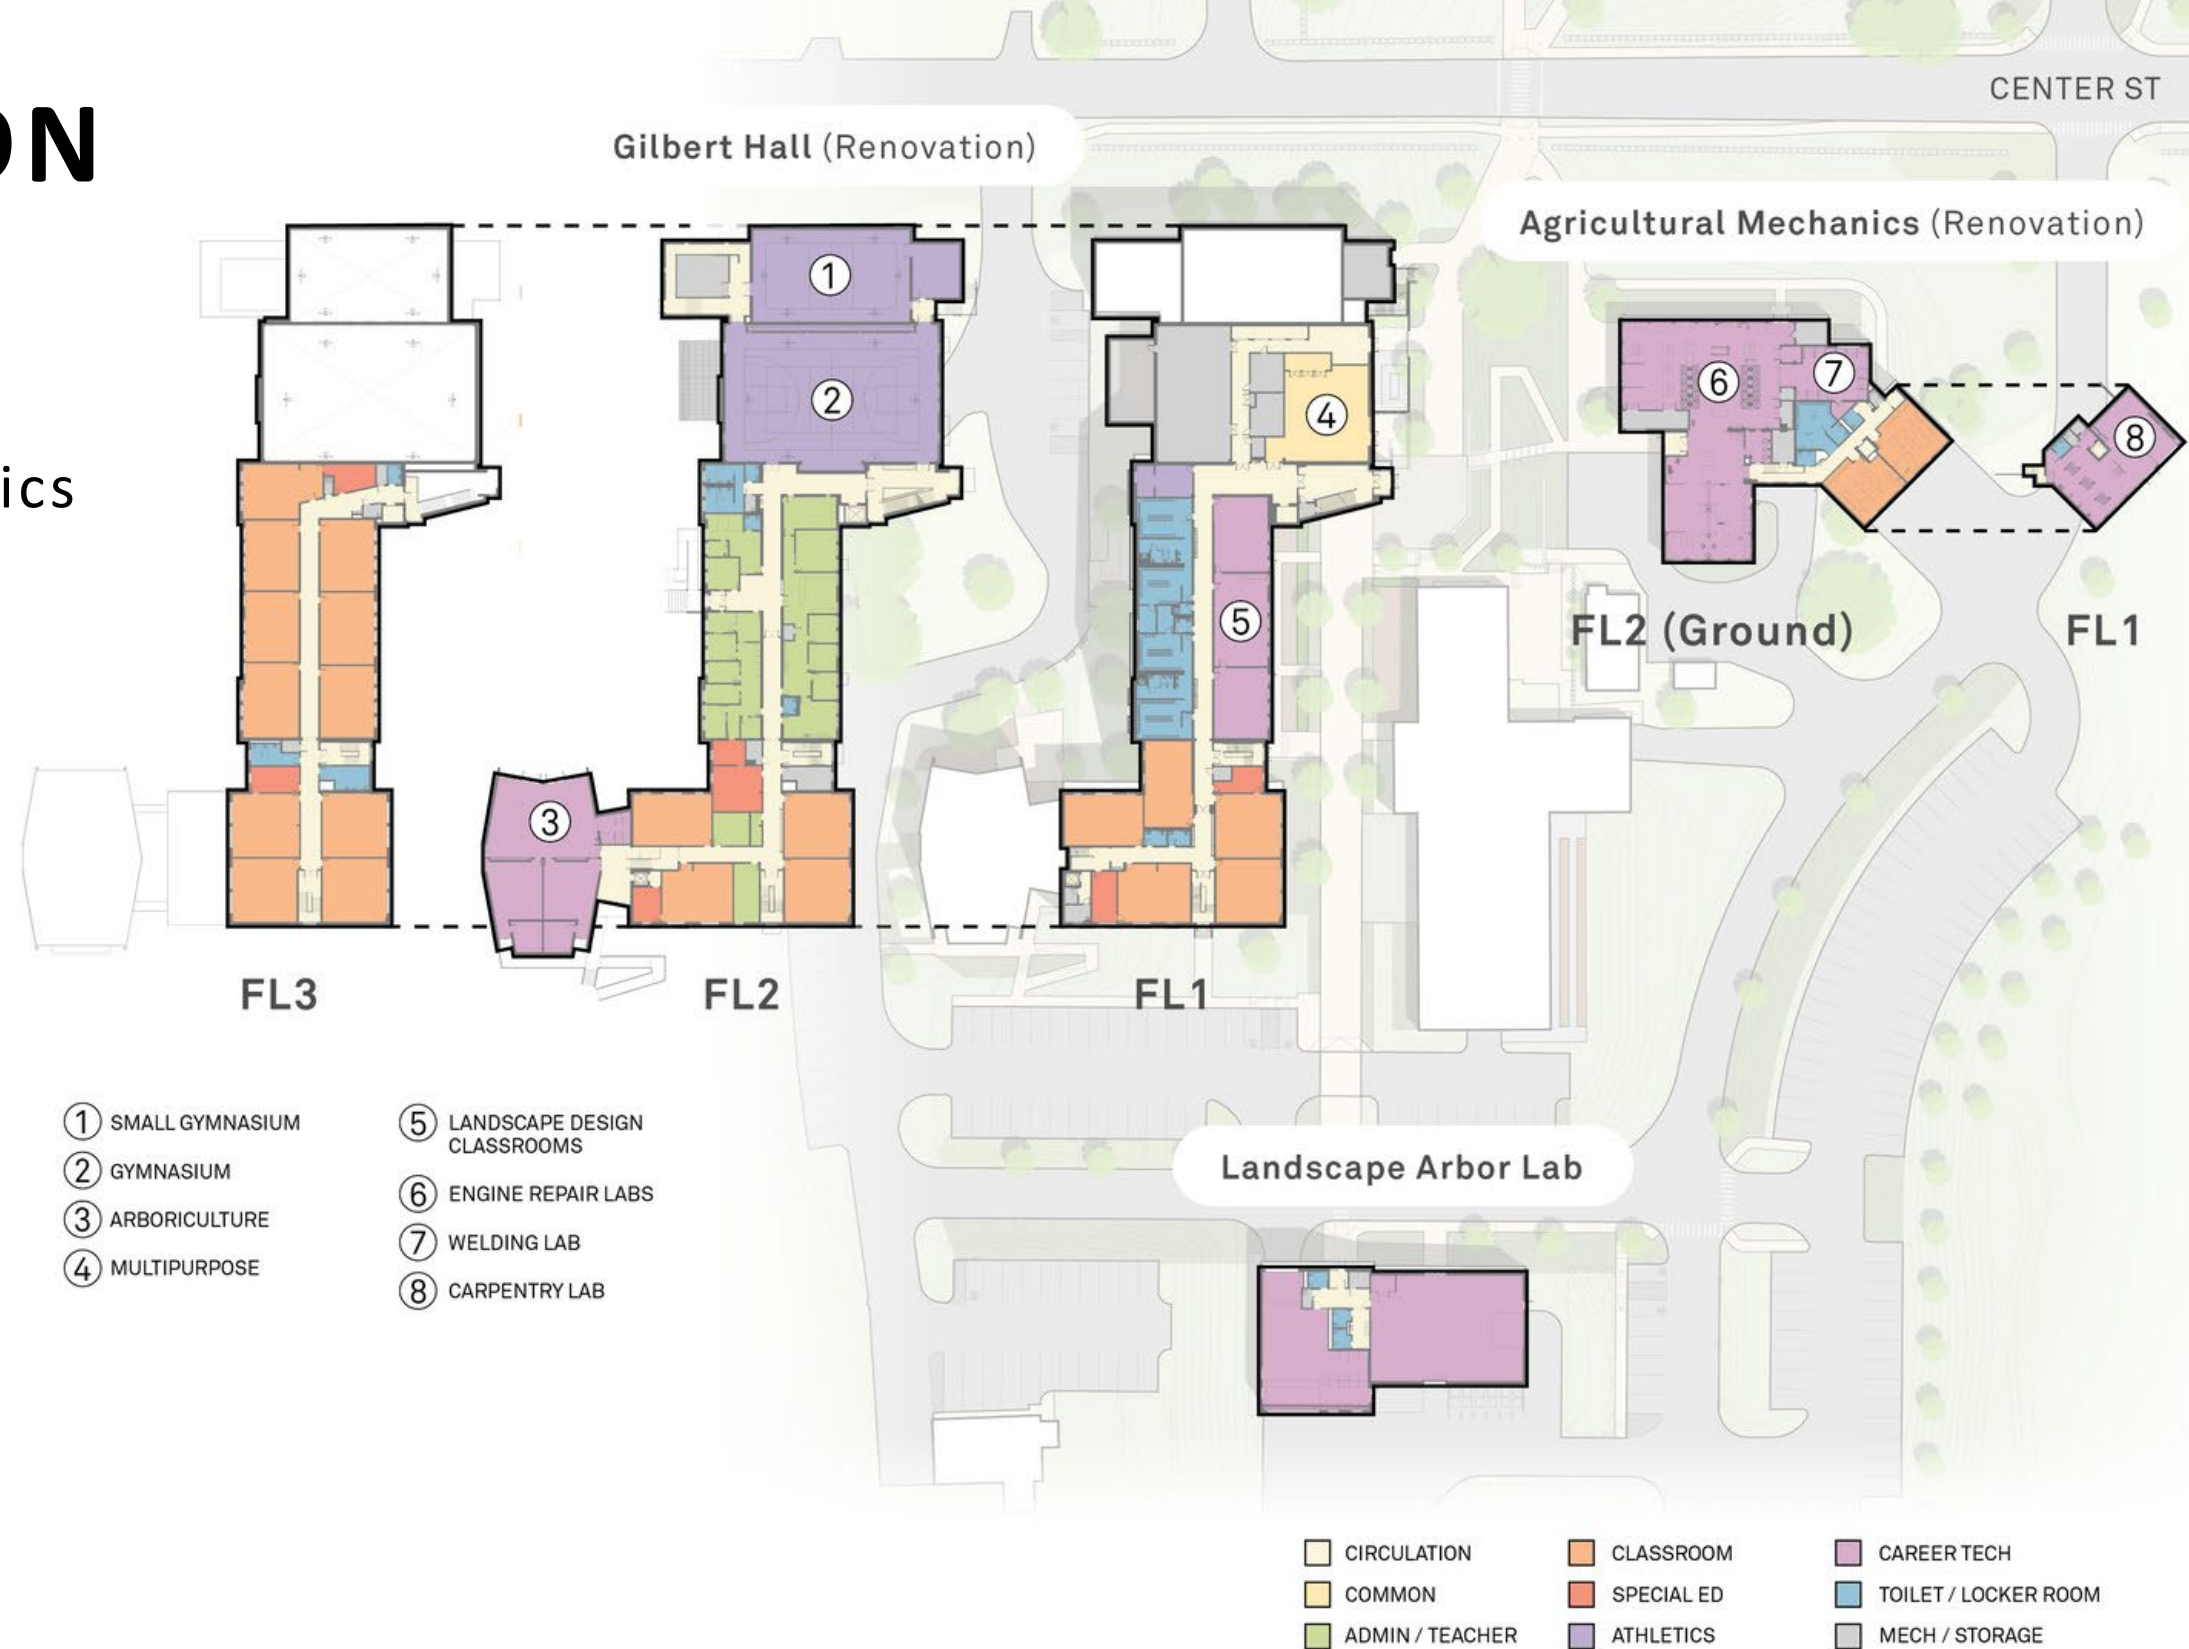 ON
ics
CENTER ST
Gilbert Hall (Renovation)
Agricultural Mechanics (Renovation)
1
2
3
4
5
6
7
8
FL2 (Ground)
FL1
FL3
FL2
FL1
1 SMALL GYMNASIUM
2 GYMNASIUM
3 ARBORICULTURE
4 MULTIPURPOSE
5 LANDSCAPE DESIGN
CLASSROOMS
6 ENGINE REPAIR LABS
7 WELDING LAB
8 CARPENTRY LAB
Landscape Arbor Lab
CIRCULATION
COMMON
ADMIN / TEACHER
CLASSROOM
SPECIAL ED
ATHLETICS
CAREER TECH
TOILET / LOCKER ROOM
MECH / STORAGE